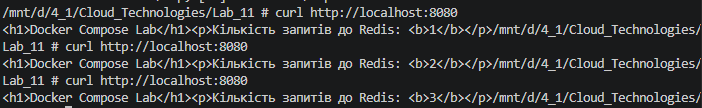 /mnt/d/4_1/Cloud_Technologies/Lab_11 # curl http://localhost:8080
<h1>Docker Compose Lab</h1><p>Кількість запитів до Redis: <b>1</b></p>/mnt/d/4_1/Cloud_Technologies/
Lab_11 # curl http://localhost:8080
<h1>Docker Compose Lab</h1><p>Кількість запитів до Redis: <b>2</b></p>/mnt/d/4_1/Cloud_Technologies/
Lab_11 # curl http://localhost:8080
<h1>Docker Compose Lab</h1><p>Кількість запитів до Redis: <b>3</b></p>/mnt/d/4_1/Cloud_Technologies/